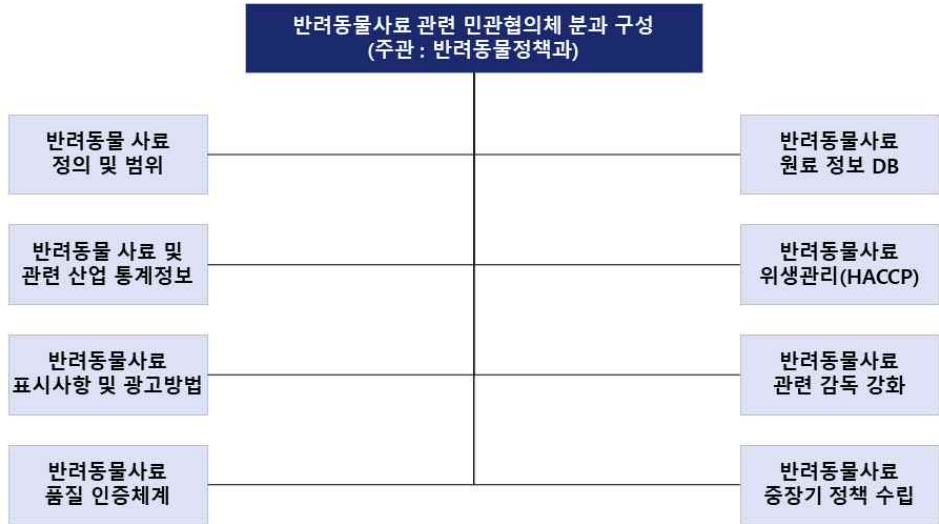 반려동물사료 관련 민관협의체 분과 구성
(주관 : 반려동물정책과)
반려동물 사료
정의 및 범위
반려동물사료
원료 정보 DB
반려동물 사료 및
관련 산업 통계정보
반려동물사료
위생관리(HACCP)
반려동물사료
표시사항 및 광고방법
반려동물사료
관련 감독 강화
반려동물사료
품질 인증체계
반려동물사료
중장기 정책 수립